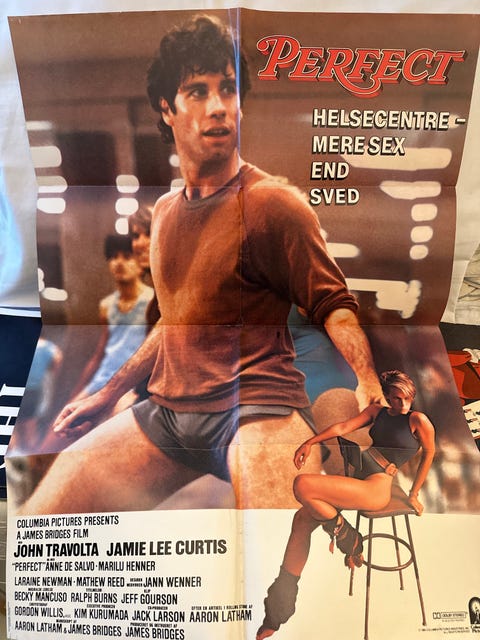 PERFECT
HELSECENTRE -
MERE SEX
END
SVED
COLUMBIA PICTURES PRESENTS
A JAMES BRIDGES FILM
JOHN TRAVOLTA JAMIE LEE CURTIS
"PERFECT" ANNE DE SALVO · MARILU HENNER
LARAINE NEWMAN · MATHEW REED JANN WENNER
BECKY MANCUSO RALPH BURNS JEFF GOURSON
GORDON WILLIS, KIM KURUMADA JACK LARSON AARON LATHAM
AARON LATHAM & JAMES BRIDGES JAMES BRIDGES
DOLBY STEREO